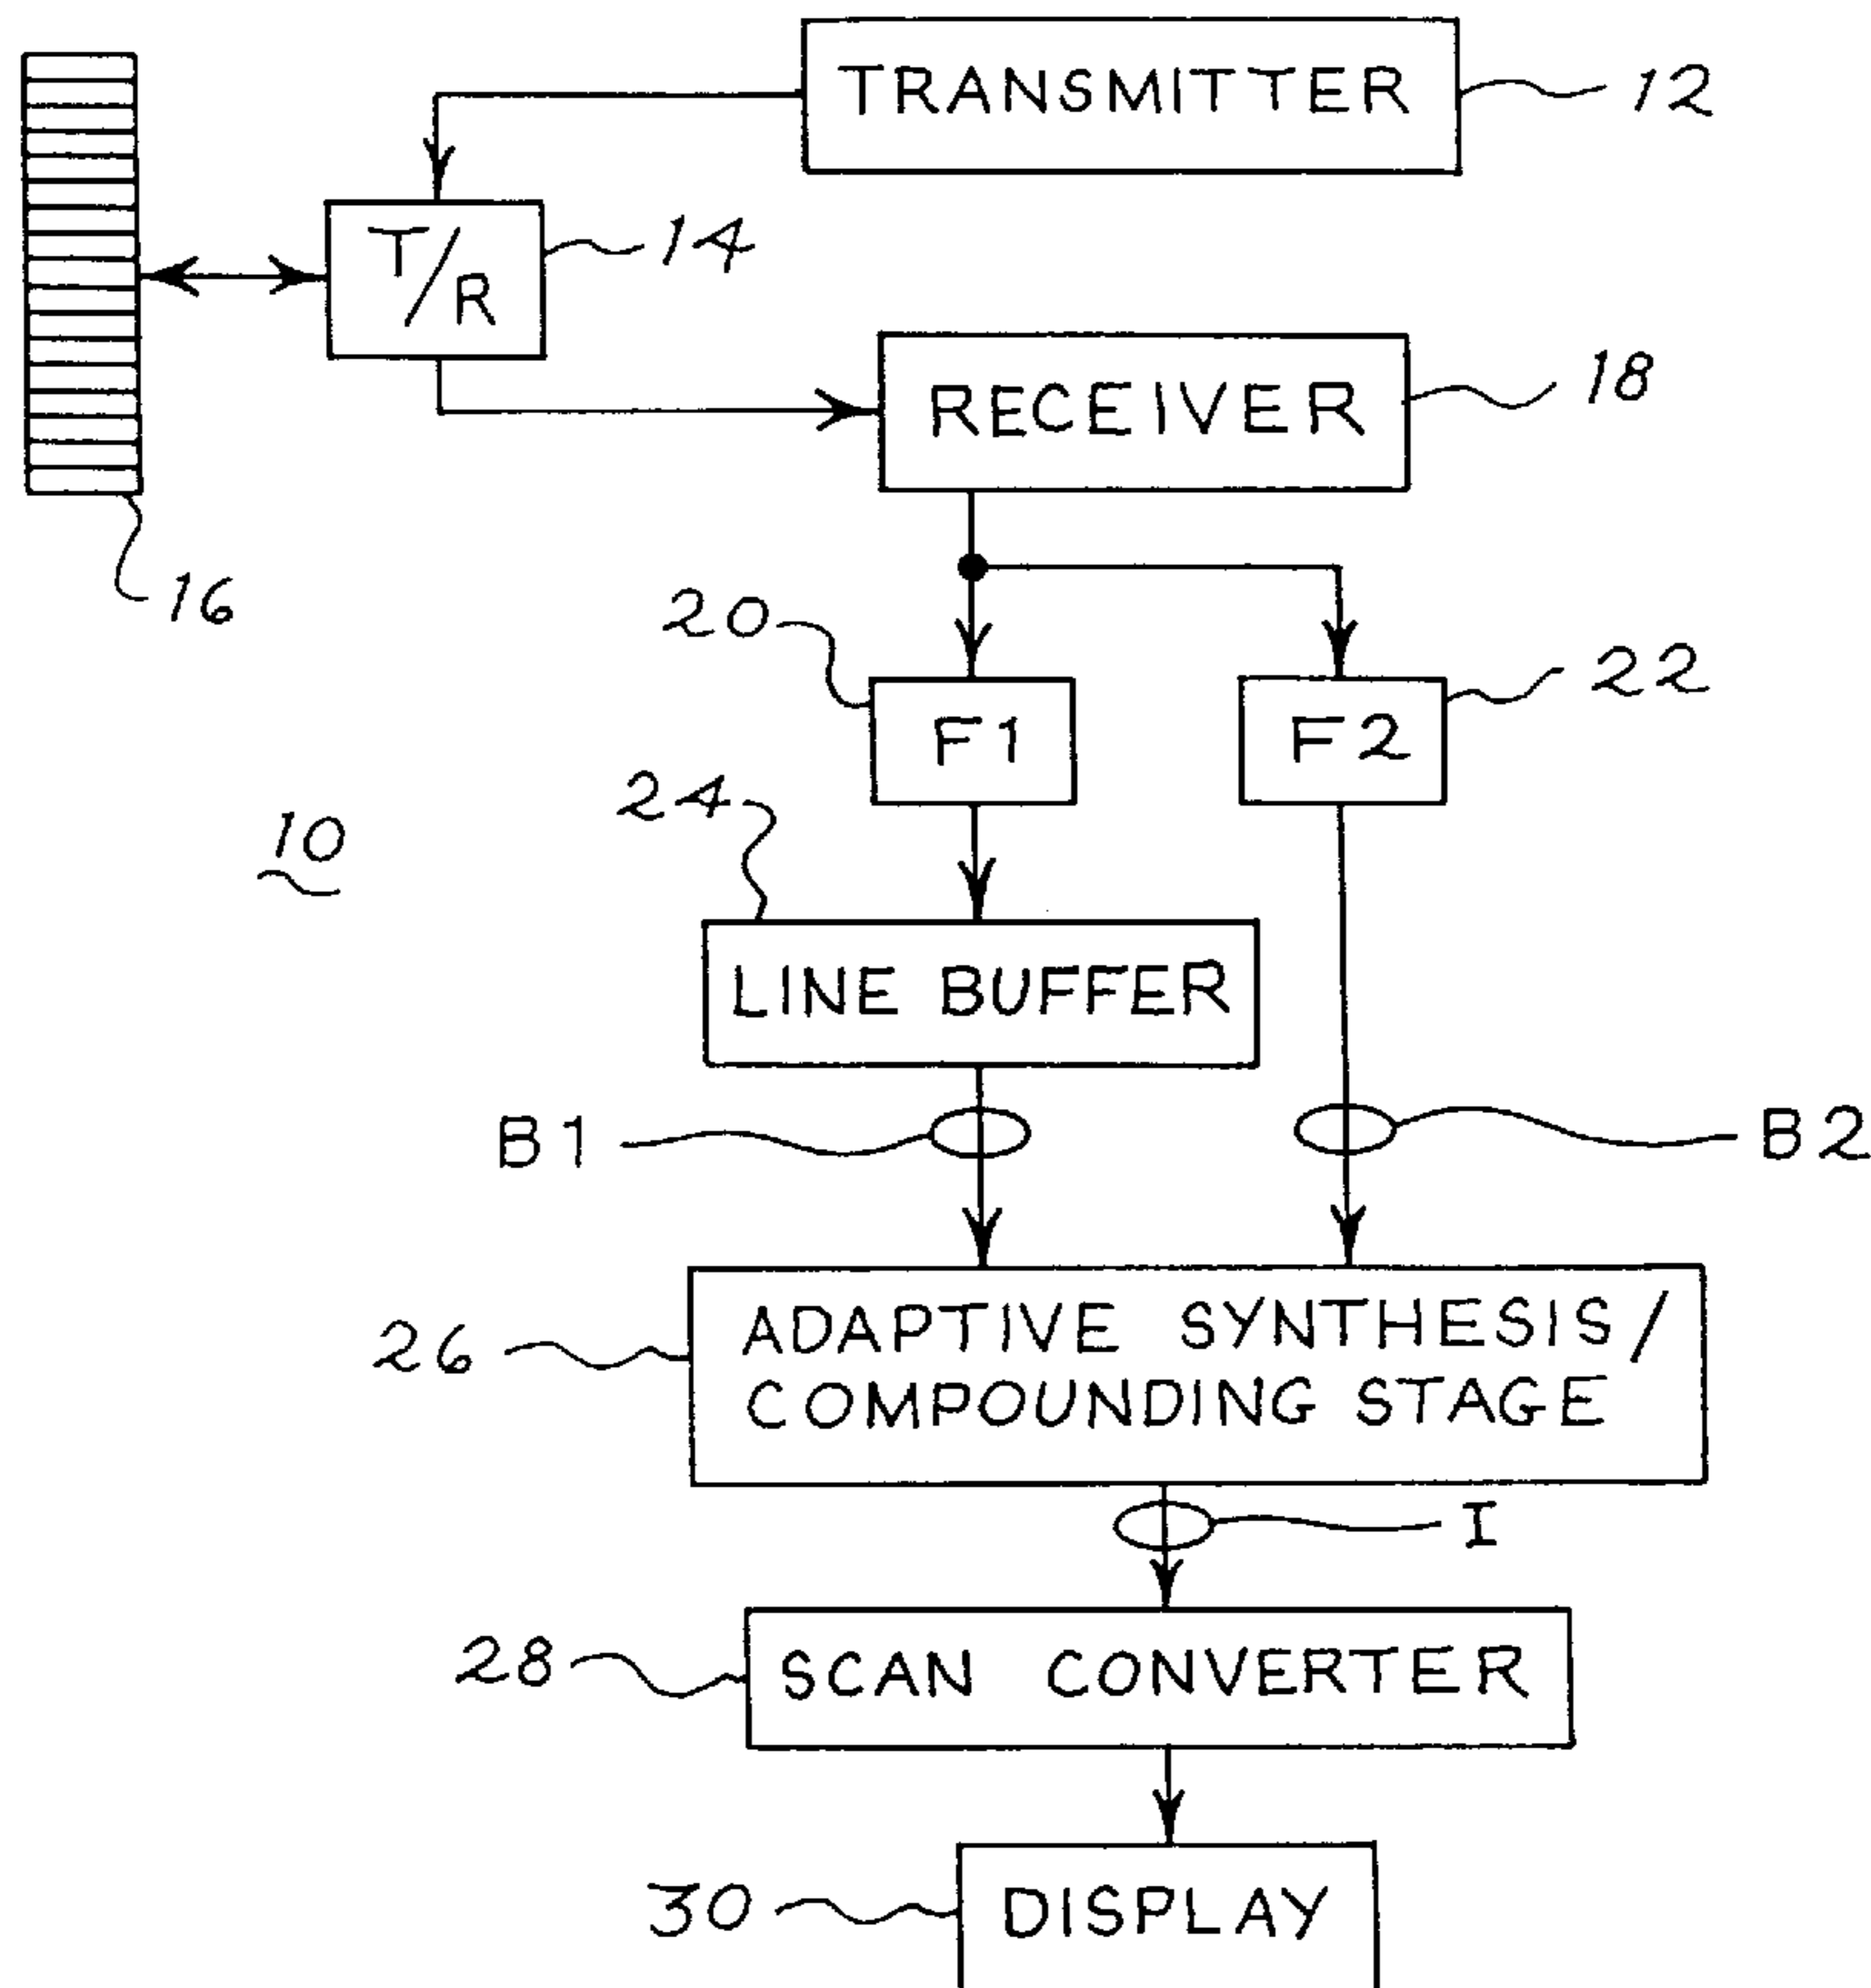 TRANSMITTER
12
T/R
14
RECEIVER
18
16
20
22
F1
F2
24
10
LINE BUFFER
B1
B2
26
ADAPTIVE SYNTHESIS/
COMPOUNDING STAGE
I
28
SCAN CONVERTER
30
DISPLAY